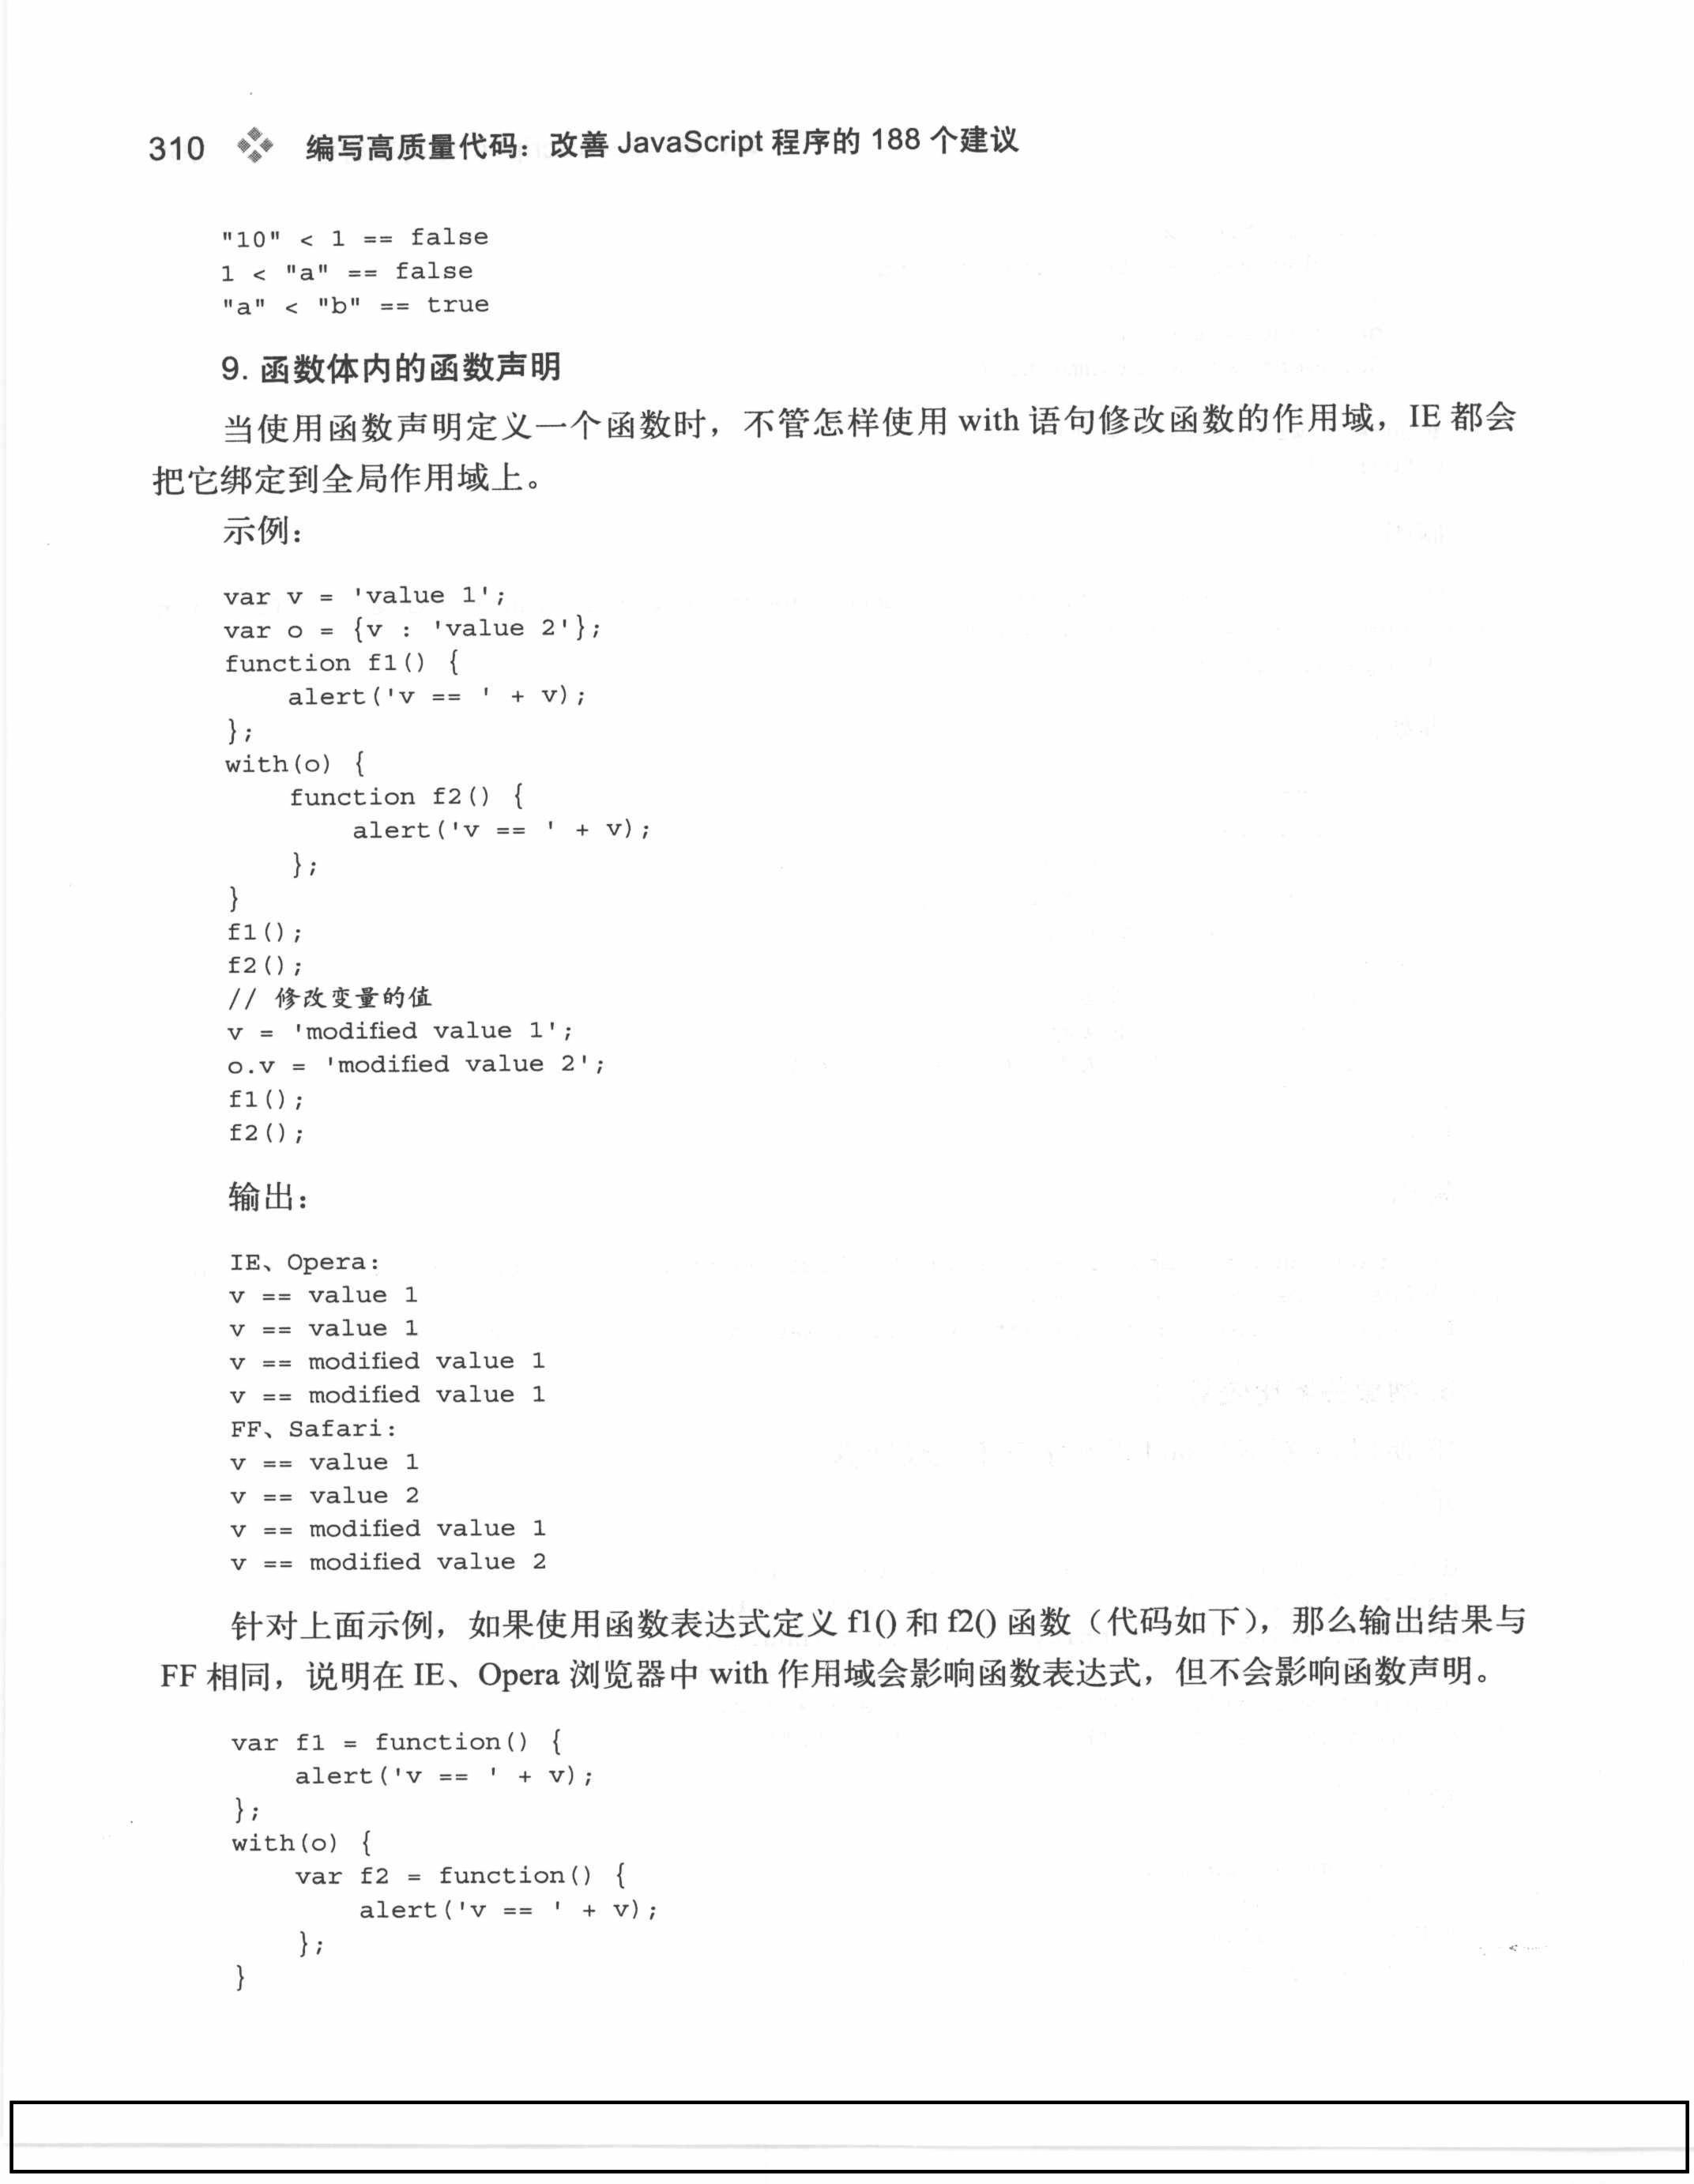 310 编写高质量代码：改善 JavaScript 程序的 188 个建议
"10" < 1 == false
1 < "a" == false
"a" < "b" == true
9. 函数体内的函数声明
当使用函数声明定义一个函数时，不管怎样使用 with 语句修改函数的作用域，IE 都会
把它绑定到全局作用域上。
示例：
var v = 'value 1';
var o = {v : 'value 2'};
function f1() {
    alert('v == ' + v);
};
with(o) {
    function f2() {
        alert('v == ' + v);
    };
}
f1();
f2();
// 修改变量的值
v = 'modified value 1';
o.v = 'modified value 2';
f1();
f2();
输出：
IE、Opera:
v == value 1
v == value 1
v == modified value 1
v == modified value 1
FF、Safari:
v == value 1
v == value 2
v == modified value 1
v == modified value 2
针对上面示例，如果使用函数表达式定义 f1() 和 f2() 函数（代码如下），那么输出结果与
FF 相同，说明在 IE、Opera 浏览器中 with 作用域会影响函数表达式，但不会影响函数声明。
var f1 = function() {
    alert('v == ' + v);
};
with(o) {
    var f2 = function() {
        alert('v == ' + v);
    };
}